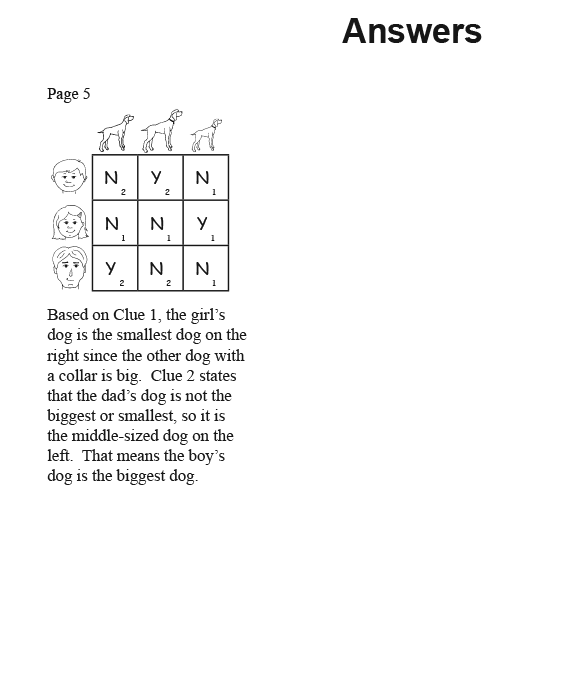 Answers
Page 5
N 2 Y 2 N 1
N 1 N 1 Y 1
Y 2 N 2 N 1
Based on Clue 1, the girl’s
dog is the smallest dog on the
right since the other dog with
a collar is big.  Clue 2 states
that the dad’s dog is not the
biggest or smallest, so it is
the middle-sized dog on the
left.  That means the boy’s
dog is the biggest dog.